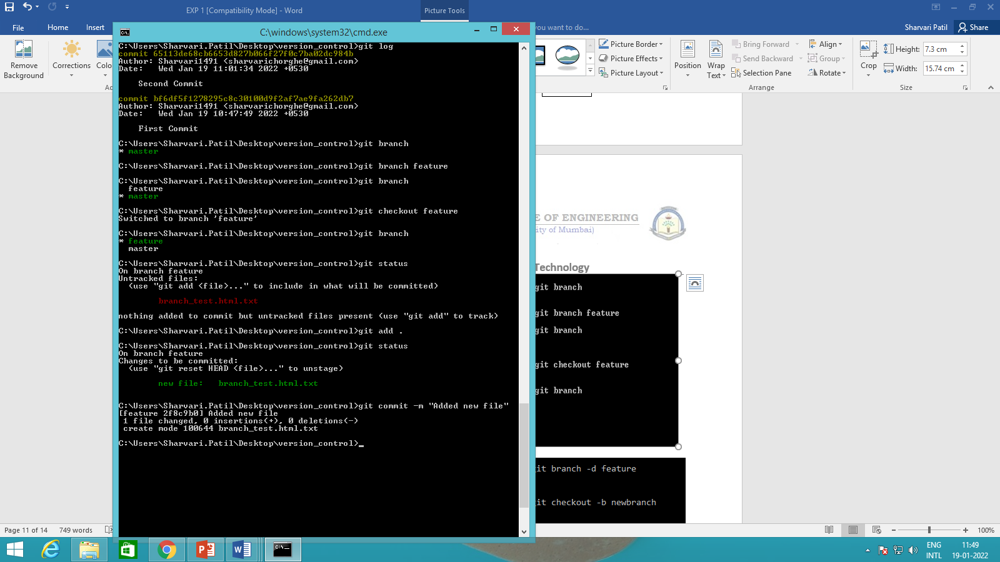 EXP 1 [Compatibility Mode] - Word
Picture Tools
File
Home
Insert
you want to do...
Sharvari Patil
Share
Remove
Background
Corrections
Colo
Picture Border
Picture Effects
Picture Layout
Position
Wrap
Text
Bring Forward
Send Backward
Selection Pane
Align
Group
Rotate
Arrange
Crop
Height:
7.3 cm
Width:
15.74 cm
Size
C:\windows\system32\cmd.exe
C:\Users\Sharvari.Patil\Desktop\version_control>git log
commit 65113de68cb6653d827b066f27f0c7ba02dc984b
Author: Sharvari1491 <sharvarichorghe@gmail.com>
Date:   Wed Jan 19 11:01:34 2022 +0530
Second Commit
commit bf6df5f1278295c8c30100d9f2af7ae9fa262db7
Author: Sharvari1491 <sharvarichorghe@gmail.com>
Date:   Wed Jan 19 10:47:49 2022 +0530
First Commit
C:\Users\Sharvari.Patil\Desktop\version_control>git branch
* master
C:\Users\Sharvari.Patil\Desktop\version_control>git branch feature
C:\Users\Sharvari.Patil\Desktop\version_control>git branch
feature
* master
C:\Users\Sharvari.Patil\Desktop\version_control>git checkout feature
Switched to branch 'feature'
C:\Users\Sharvari.Patil\Desktop\version_control>git branch
* feature
master
C:\Users\Sharvari.Patil\Desktop\version_control>git status
On branch feature
Untracked files:
(use "git add <file>..." to include in what will be committed)
branch_test.html.txt
nothing added to commit but untracked files present (use "git add" to track)
C:\Users\Sharvari.Patil\Desktop\version_control>git add .
C:\Users\Sharvari.Patil\Desktop\version_control>git status
On branch feature
Changes to be committed:
(use "git reset HEAD <file>..." to unstage)
new file:   branch_test.html.txt
C:\Users\Sharvari.Patil\Desktop\version_control>git commit -m "Added new file"
[feature 2f8c9b0] Added new file
1 file changed, 0 insertions(+), 0 deletions(-)
create mode 100644 branch_test.html.txt
C:\Users\Sharvari.Patil\Desktop\version_control>_
E OF ENGINEERING
ity of Mumbai)
Technology
git branch
git branch feature
git branch
git checkout feature
git branch
it branch -d feature
it checkout -b newbranch
Page 11 of 14
749 words
100%
ENG
INTL
11:49
19-01-2022